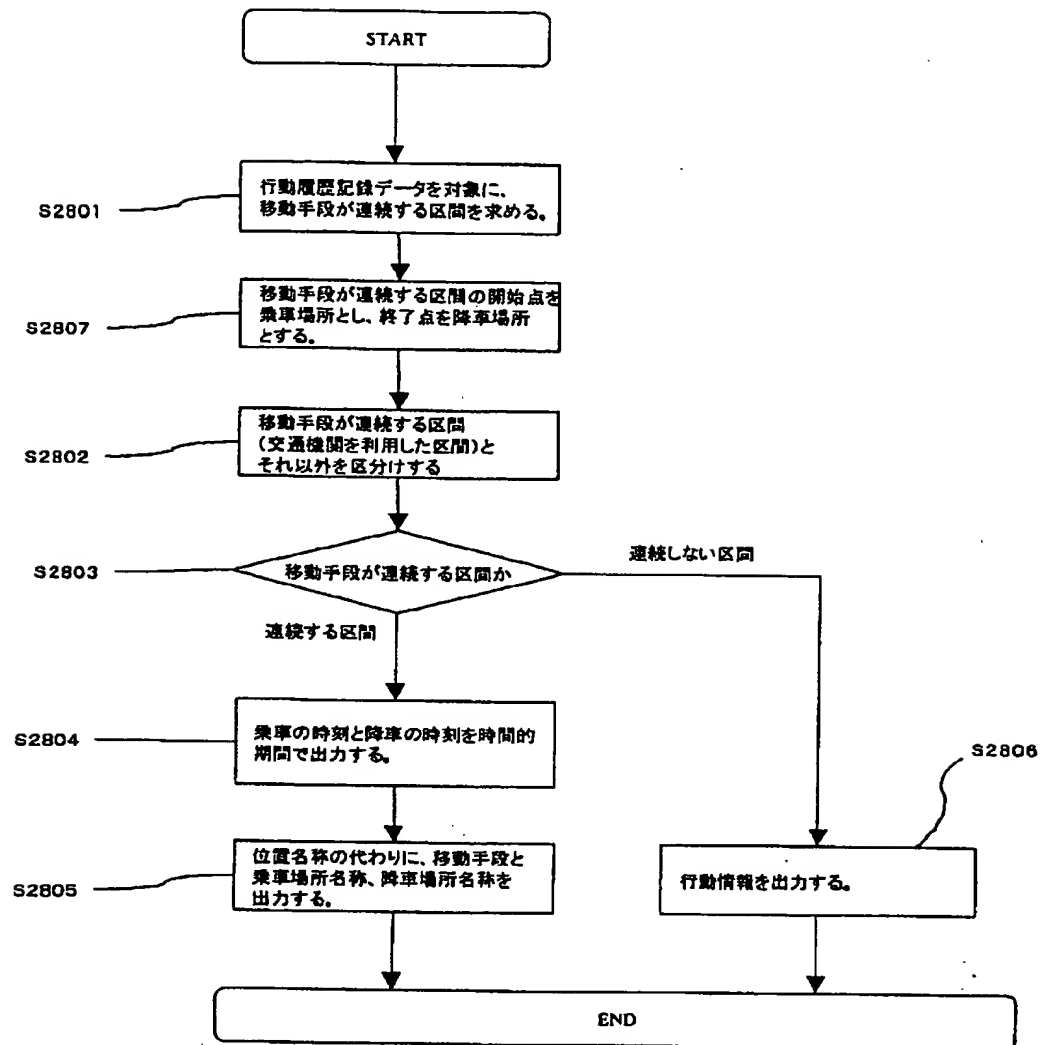 START
S2801
行動履歴記録データを対象に、
移動手段が連続する区間を求める。
S2807
移動手段が連続する区間の開始点を
乗車場所とし、終了点を降車場所
とする。
S2802
移動手段が連続する区間
(交通機関を利用した区間)と
それ以外を区分けする
S2803
移動手段が連続する区間か
連続しない区間
連続する区間
S2804
乗車の時刻と降車の時刻を時間的
期間で出力する。
S2806
S2805
位置名称の代わりに、移動手段と
乗車場所名称、降車場所名称を
出力する。
行動情報を出力する。
END